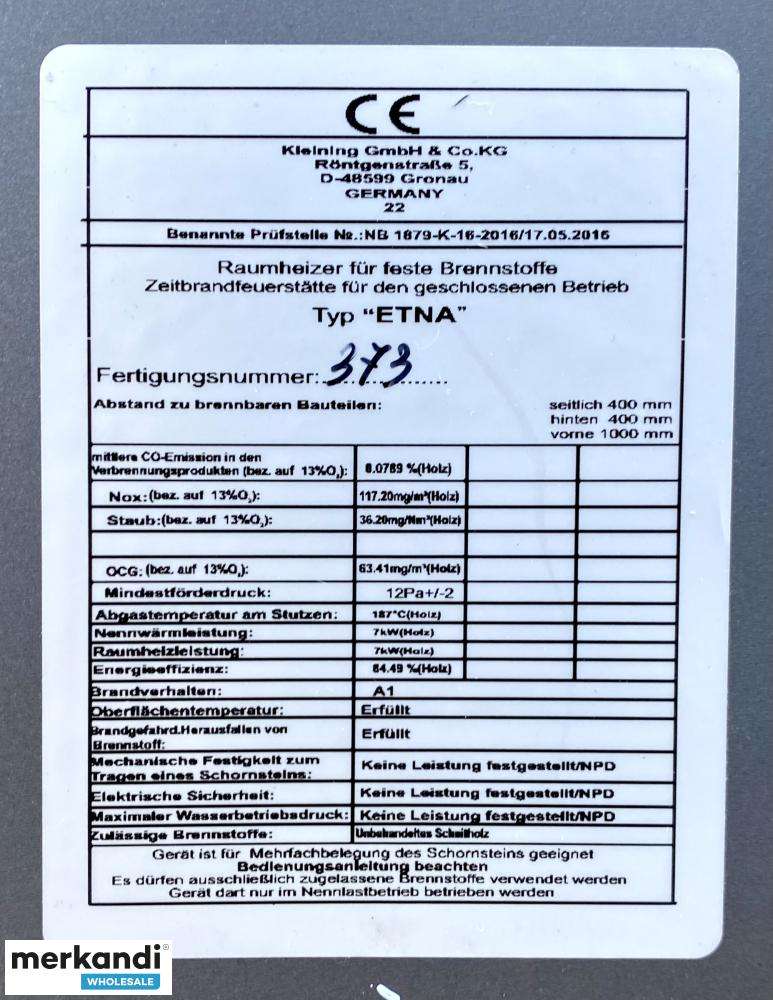 CE
Kleining GmbH & Co.KG
Röntgenstraße 5,
D-48599 Gronau
GERMANY
22
Benannte Prüfstelle №.:NB 1879-K-16-2016/17.05.2016
Raumheizer für feste Brennstoffe
Zeitbrandfeuerstätte für den geschlossenen Betrieb
Typ “ETNA”
Fertigungsnummer:373
Abstand zu brennbaren Bauteilen: seitlich 400 mm
hinten 400 mm
vorne 1000 mm
mittlere CO-Emission in den
Verbrennungsprodukten (bez. auf 13%O₂): 0.0789 %(Holz)
Nox:(bez. auf 13%O₂): 117.20mg/m³(Holz)
Staub:(bez. auf 13%O₂): 36.20mg/Nm³(Holz)
OCG:(bez. auf 13%O₂): 63.41mg/m³(Holz)
Mindestförderdruck: 12Pa+/-2
Abgastemperatur am Stutzen: 187°C(Holz)
Nennwärmleistung: 7kW(Holz)
Raumheizleistung: 7kW(Holz)
Energieeffizienz: 84.49 %(Holz)
Brandverhalten: A1
Oberflächentemperatur: Erfüllt
Brandgefahrd.Herausfallen von
Brennstoff: Erfüllt
Mechanische Festigkeit zum
Tragen eines Schornsteins: Keine Leistung festgestellt/NPD
Elektrische Sicherheit: Keine Leistung festgestellt/NPD
Maximaler Wasserbetriebsdruck: Keine Leistung festgestellt/NPD
Zulässige Brennstoffe: Unbehandeltes Scheitholz
Gerät ist für Mehrfachbelegung des Schornsteins geeignet
Bedienungsanleitung beachten
Es dürfen ausschließlich zugelassene Brennstoffe verwendet werden
Gerät dart nur im Nennlastbetrieb betrieben werden
merkandi
WHOLESALE